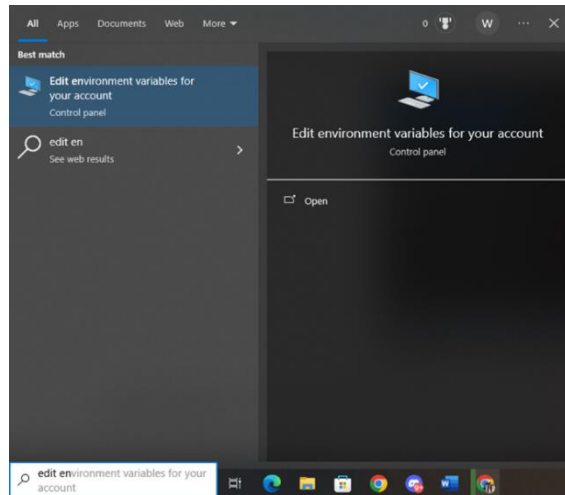 All Apps Documents Web More 0 W ...
Best match
Edit environment variables for
your account
Control panel
edit en
See web results
Edit environment variables for your account
Control panel
Open
edit environment variables for your
account